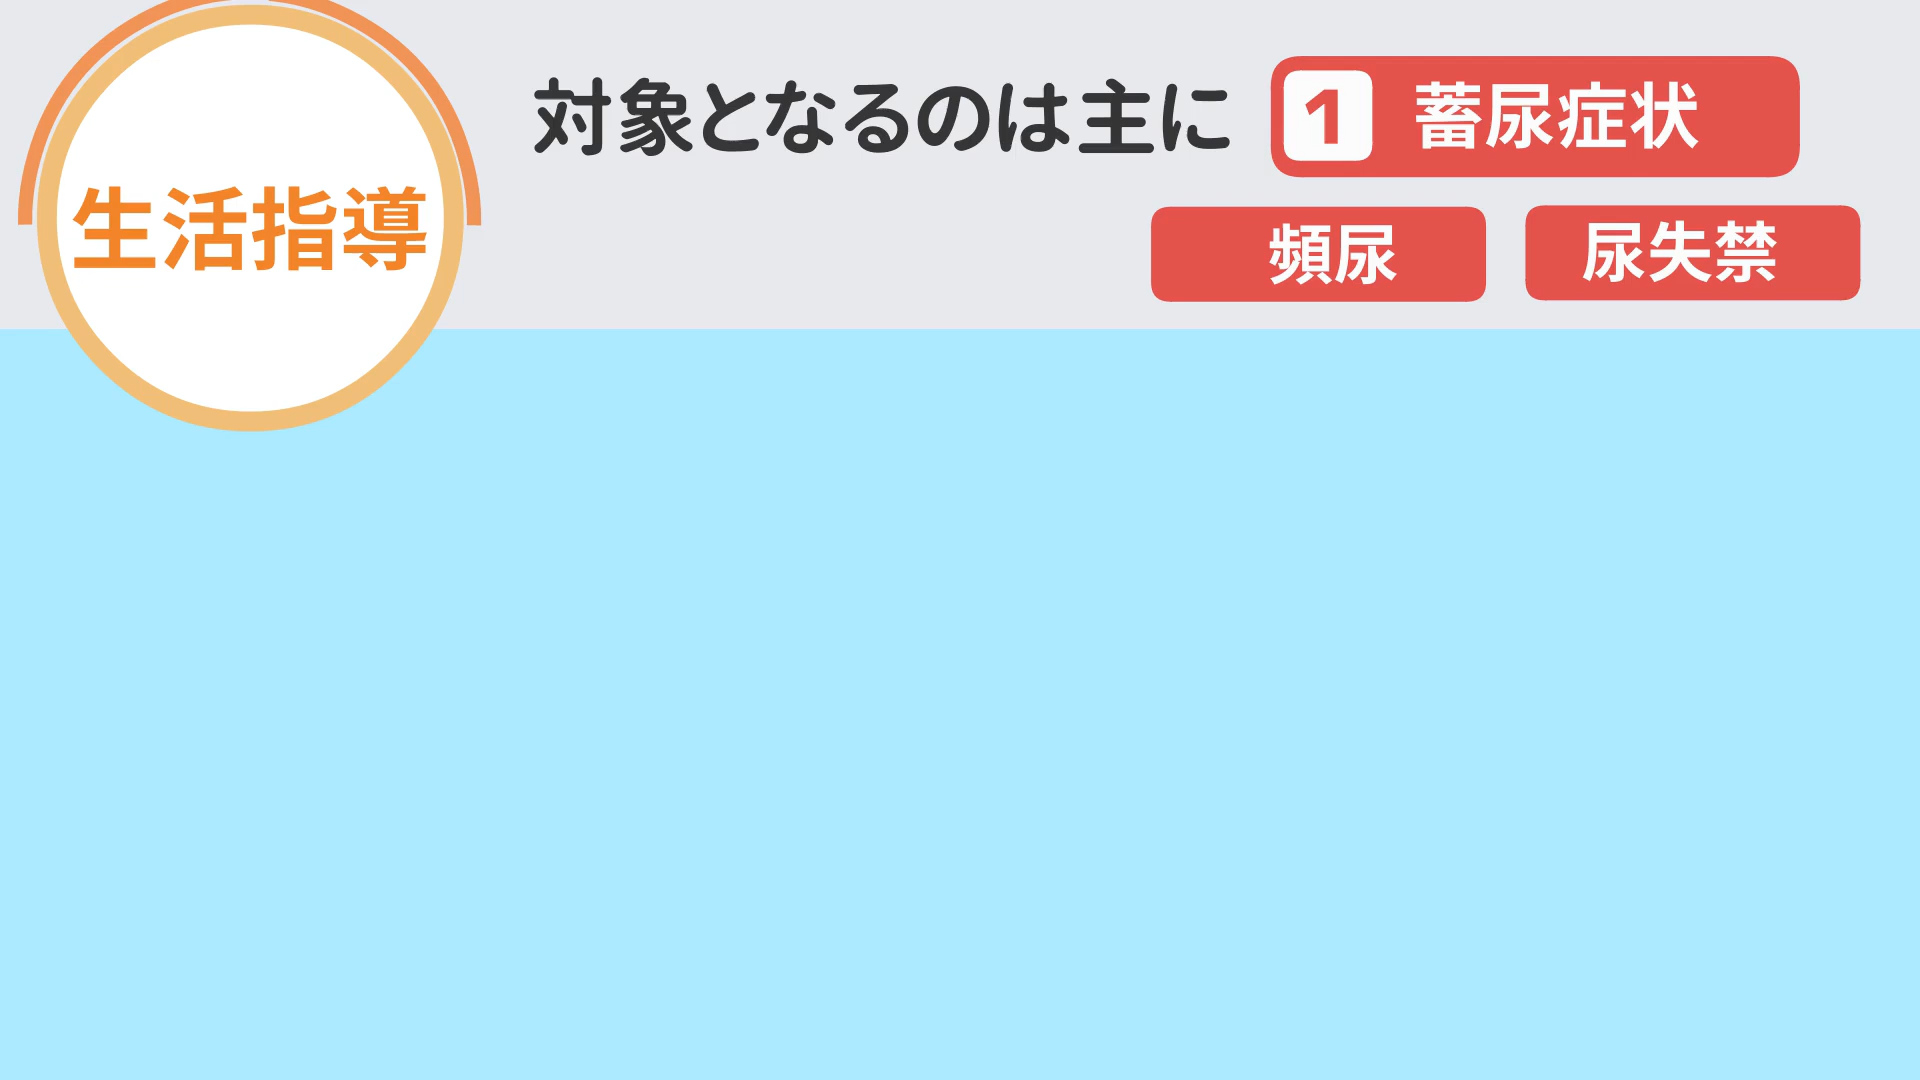 生活指導
対象となるのは主に
1 蓄尿症状
頻尿
尿失禁